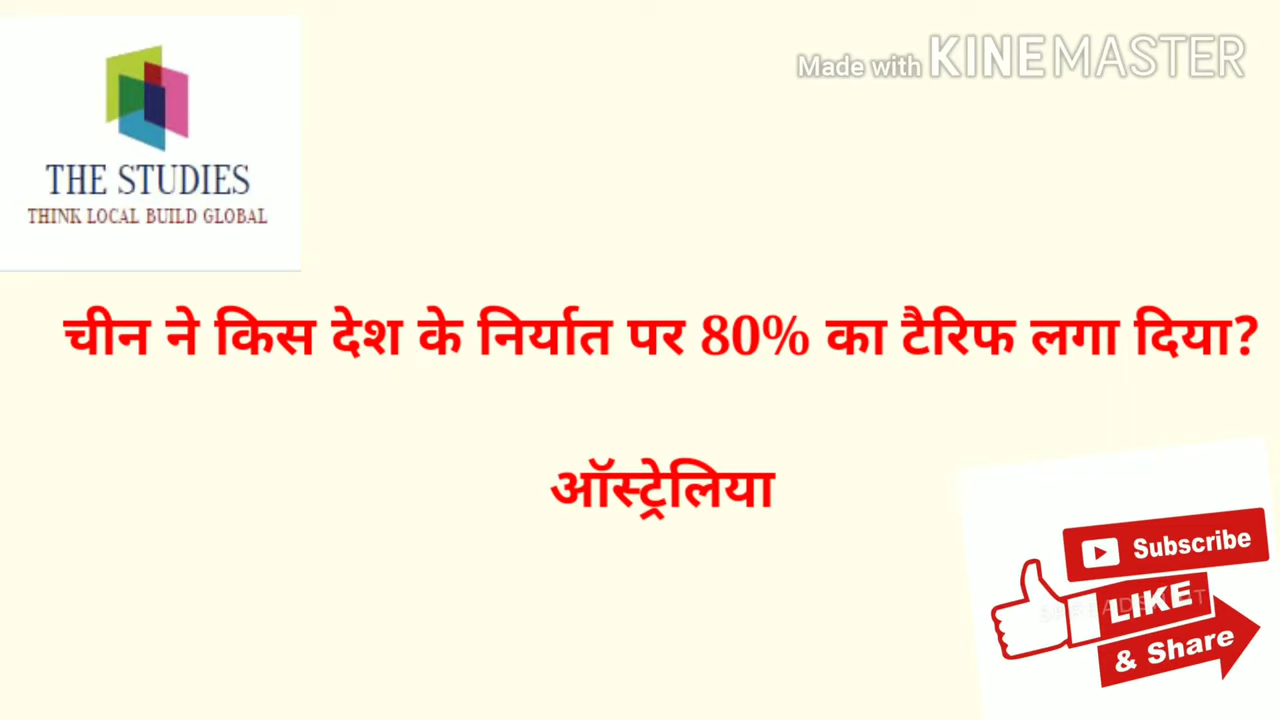 Made with KINEMASTER
THE STUDIES
THINK LOCAL BUILD GLOBAL
चीन ने किस देश के निर्यात पर 80% का टैरिफ लगा दिया?
ऑस्ट्रेलिया
Subscribe
LIKE
& Share